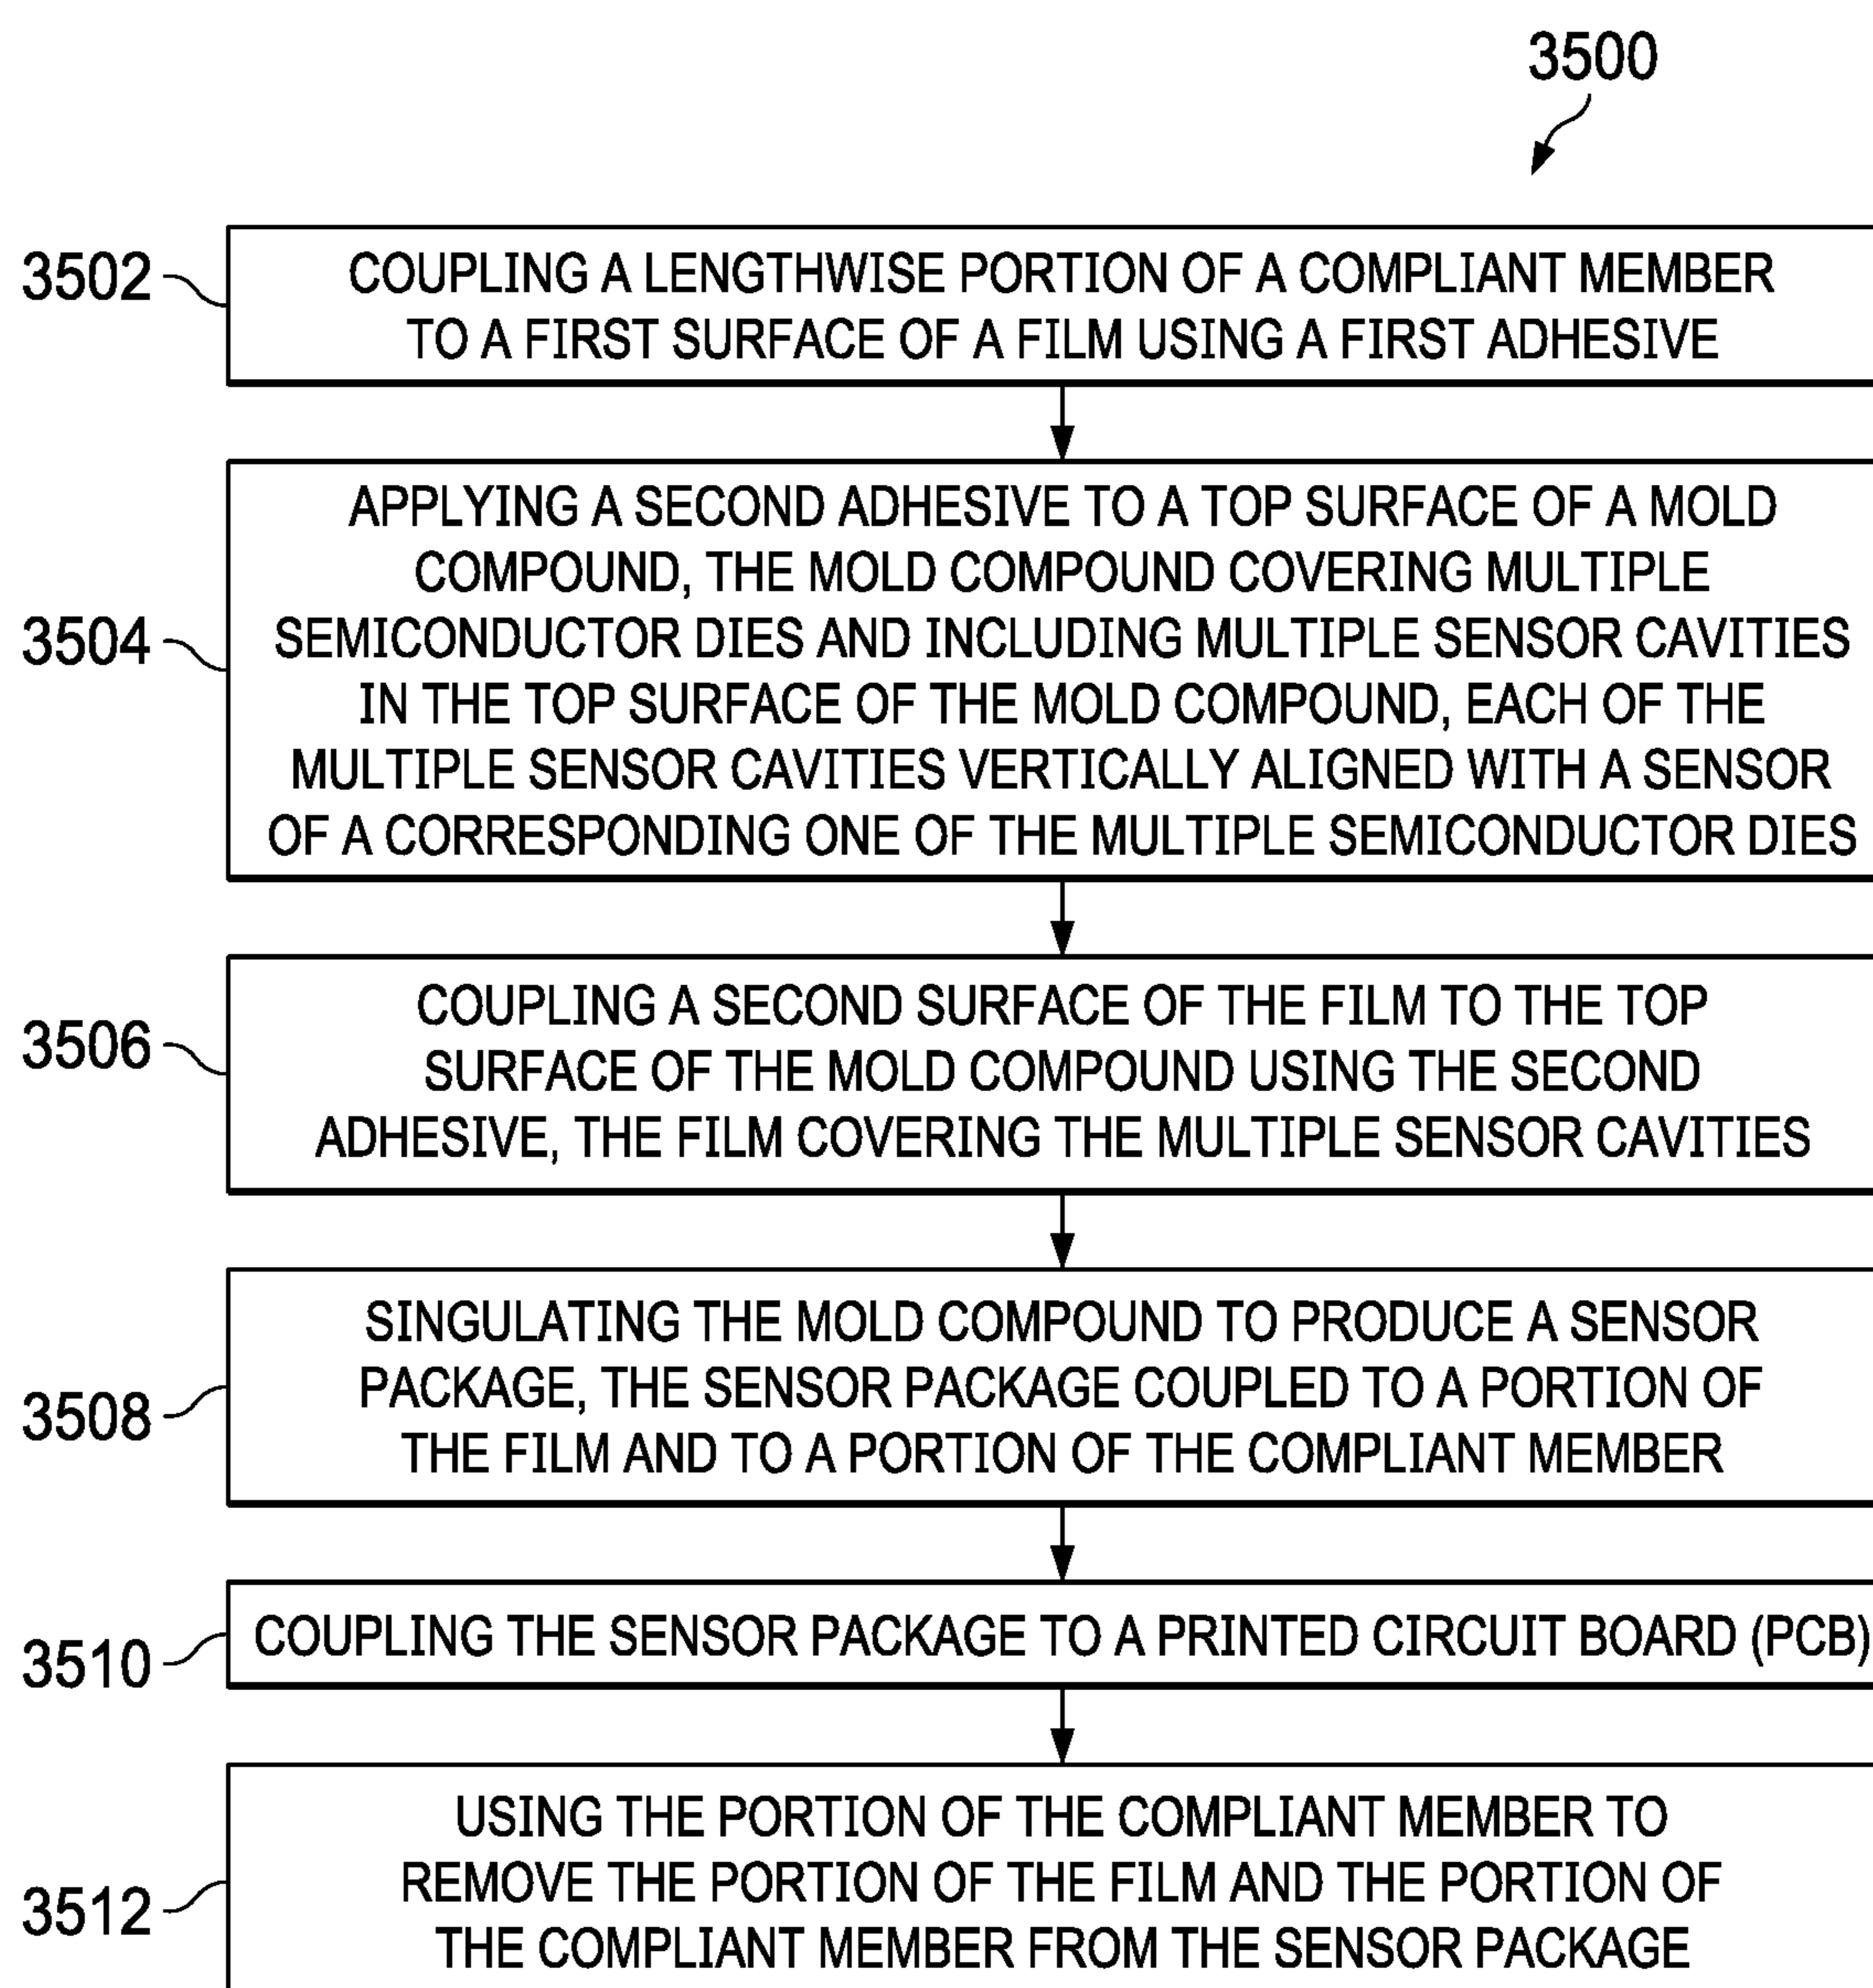 3500
3502
COUPLING A LENGTHWISE PORTION OF A COMPLIANT MEMBER
TO A FIRST SURFACE OF A FILM USING A FIRST ADHESIVE
3504
APPLYING A SECOND ADHESIVE TO A TOP SURFACE OF A MOLD
COMPOUND, THE MOLD COMPOUND COVERING MULTIPLE
SEMICONDUCTOR DIES AND INCLUDING MULTIPLE SENSOR CAVITIES
IN THE TOP SURFACE OF THE MOLD COMPOUND, EACH OF THE
MULTIPLE SENSOR CAVITIES VERTICALLY ALIGNED WITH A SENSOR
OF A CORRESPONDING ONE OF THE MULTIPLE SEMICONDUCTOR DIES
3506
COUPLING A SECOND SURFACE OF THE FILM TO THE TOP
SURFACE OF THE MOLD COMPOUND USING THE SECOND
ADHESIVE, THE FILM COVERING THE MULTIPLE SENSOR CAVITIES
3508
SINGULATING THE MOLD COMPOUND TO PRODUCE A SENSOR
PACKAGE, THE SENSOR PACKAGE COUPLED TO A PORTION OF
THE FILM AND TO A PORTION OF THE COMPLIANT MEMBER
3510
COUPLING THE SENSOR PACKAGE TO A PRINTED CIRCUIT BOARD (PCB)
3512
USING THE PORTION OF THE COMPLIANT MEMBER TO
REMOVE THE PORTION OF THE FILM AND THE PORTION OF
THE COMPLIANT MEMBER FROM THE SENSOR PACKAGE